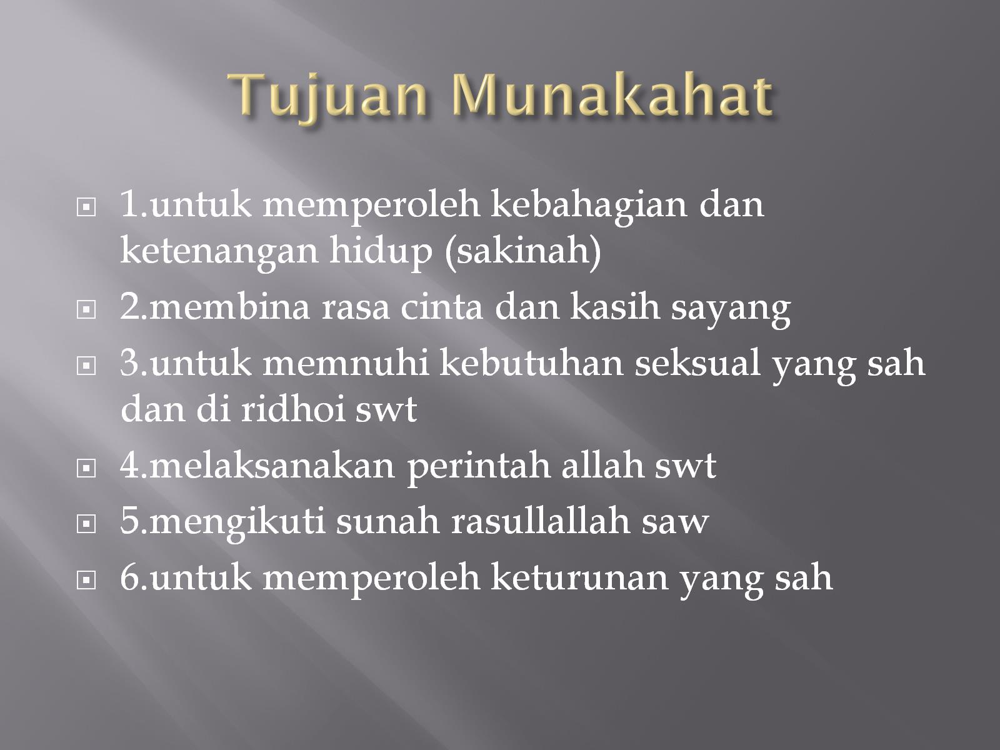 Tujuan Munakahat
1.untuk memperoleh kebahagian dan
ketenangan hidup (sakinah)
2.membina rasa cinta dan kasih sayang
3.untuk memnuhi kebutuhan seksual yang sah
dan di ridhoi swt
4.melaksanakan perintah allah swt
5.mengikuti sunah rasullallah saw
6.untuk memperoleh keturunan yang sah